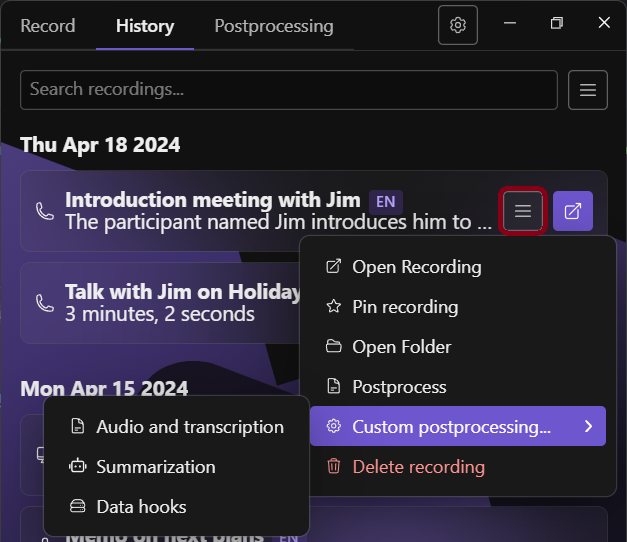 Record History Postprocessing
Search recordings...
Thu Apr 18 2024
Introduction meeting with Jim EN
The participant named Jim introduces him to ...
Talk with Jim on Holiday
3 minutes, 2 seconds
Mon Apr 15 2024
Open Recording
Pin recording
Open Folder
Postprocess
Custom postprocessing...
Delete recording
Audio and transcription
Summarization
Data hooks
Memo on next plans EN